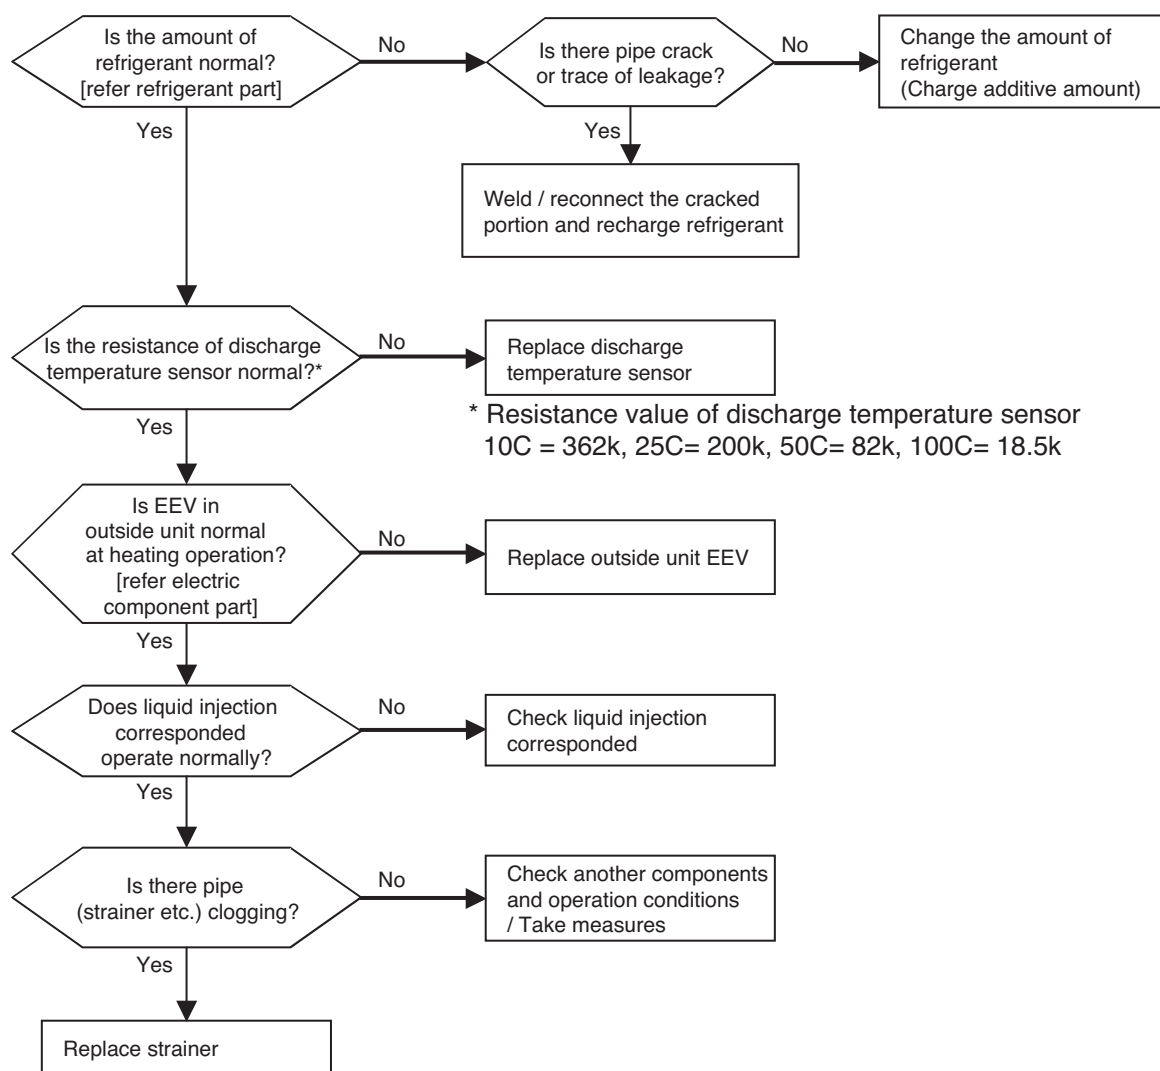 Is the amount of
refrigerant normal?
[refer refrigerant part]
No
Is there pipe crack
or trace of leakage?
No
Change the amount of
refrigerant
(Charge additive amount)
Yes
Yes
Weld / reconnect the cracked
portion and recharge refrigerant
Is the resistance of discharge
temperature sensor normal?*
No
Replace discharge
temperature sensor
* Resistance value of discharge temperature sensor
10C = 362k, 25C= 200k, 50C= 82k, 100C= 18.5k
Yes
Is EEV in
outside unit normal
at heating operation?
[refer electric
component part]
No
Replace outside unit EEV
Yes
Does liquid injection
corresponded
operate normally?
No
Check liquid injection
corresponded
Yes
Is there pipe
(strainer etc.) clogging?
No
Check another components
and operation conditions
/ Take measures
Yes
Replace strainer